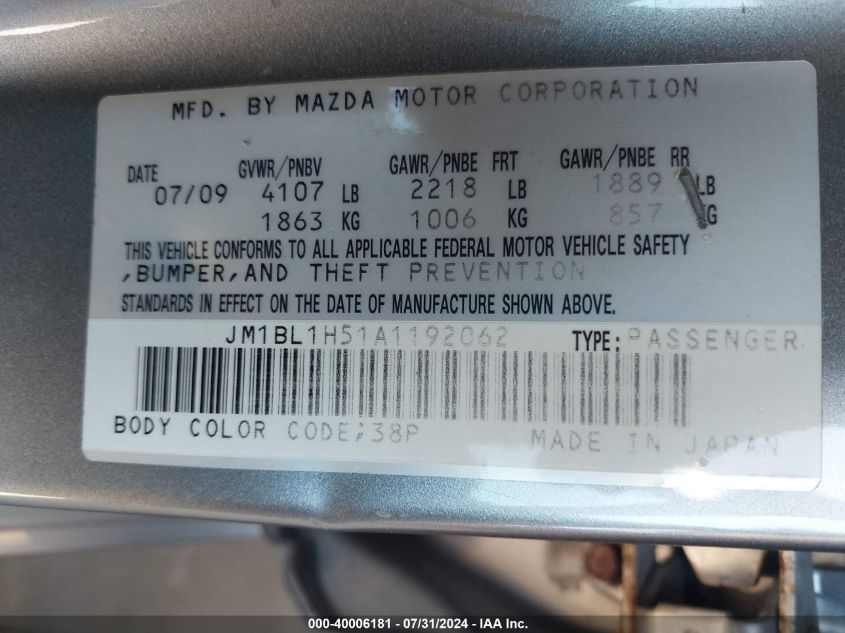 MFD. BY MAZDA MOTOR CORPORATION
DATE GVWR/PNBV GAWR/PNBE FRT GAWR/PNBE RR
07/09 4107 LB 2218 LB 1889 LB
1863 KG 1006 KG 857 KG
THIS VEHICLE CONFORMS TO ALL APPLICABLE FEDERAL MOTOR VEHICLE SAFETY
,BUMPER,AND THEFT PREVENTION
STANDARDS IN EFFECT ON THE DATE OF MANUFACTURE SHOWN ABOVE.
JM1BL1H51A1192062 TYPE:PASSENGER
BODY COLOR CODE;38P MADE IN JAPAN
000-40006181 - 07/31/2024 - IAA Inc.